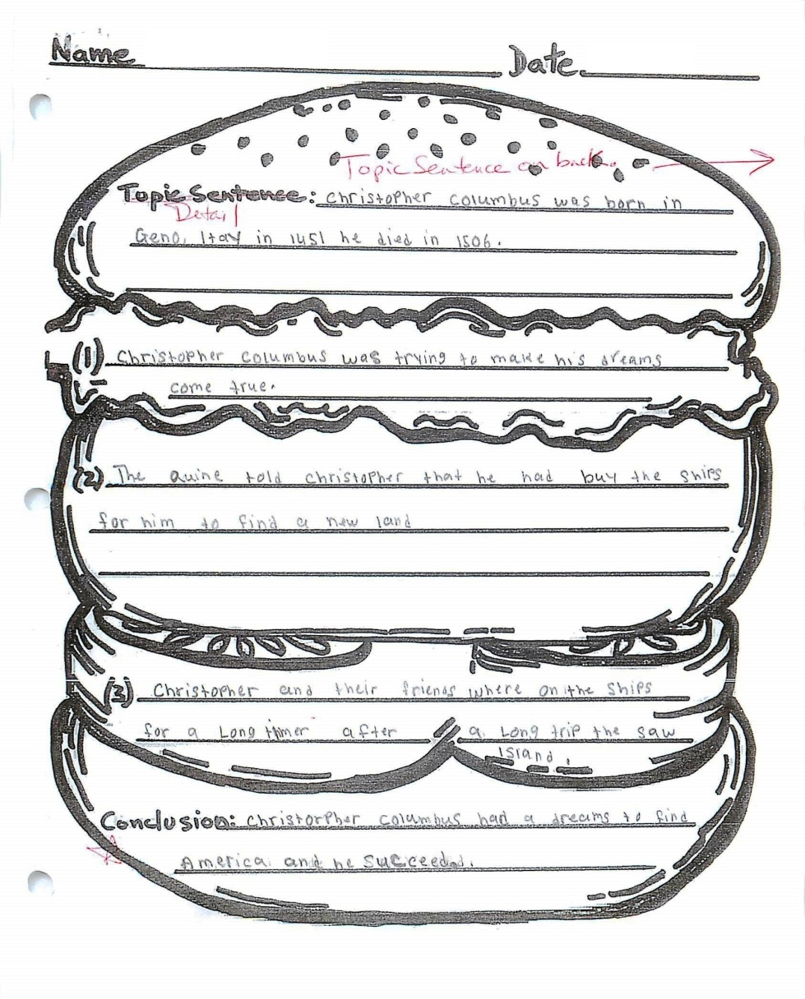 Name Date
Topic Sentence on back.
Topic Sentence: Christopher columbus was born in
Detail
Geno, Itay in 1451 he died in 1506.
(1) Christopher columbus was trying to make his dreams
come true.
(2) The quine told christopher that he had buy the ships
for him to find a new land
(3) Christopher and their friends where on the ships
for a Long timer after a Long trip the saw
island.
Conclusion: Christorpher columbus had a dreams to find
America and he succeeded.